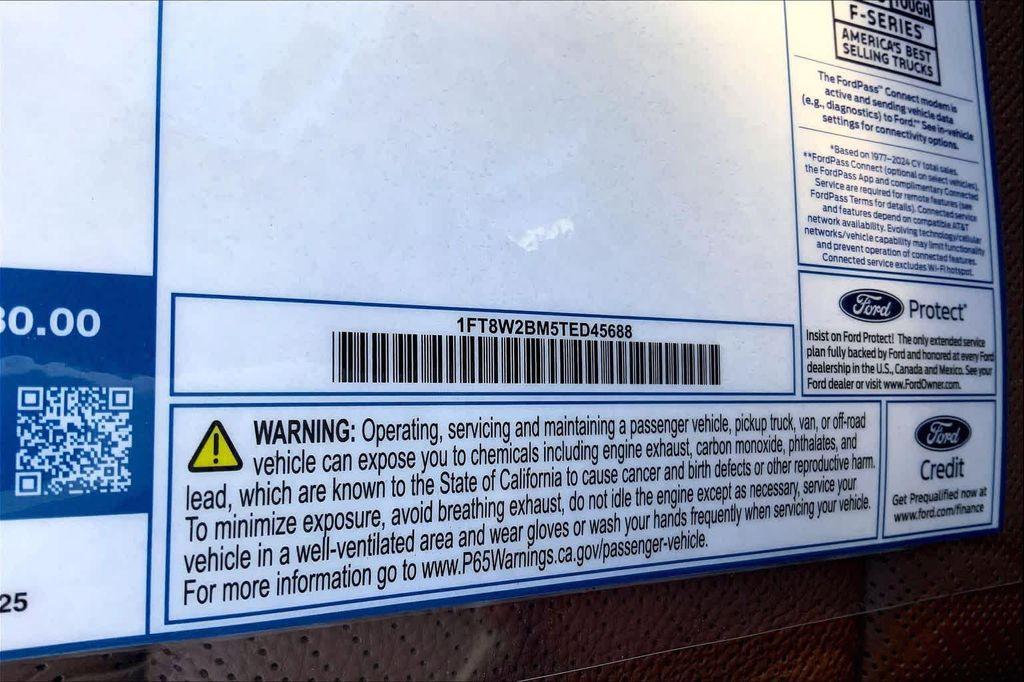 TOUGH
F-SERIES
AMERICA'S BEST
SELLING TRUCKS
The FordPass™ Connect modem is
active and sending vehicle data
(e.g., diagnostics) to Ford.** See in-vehicle
settings for connectivity options.
*Based on 1977–2024 CY total sales.
**FordPass Connect (optional on select vehicles),
the FordPass App and complimentary Connected
Service are required for remote features (see
FordPass Terms for details). Connected service
and features depend on compatible AT&T
network availability. Evolving technology/cellular
networks/vehicle capability may limit functionality
and prevent operation of connected features.
Connected service excludes Wi-Fi hotspot.
30.00
1FT8W2BM5TED45688
Ford Protect*
Insist on Ford Protect! The only extended service
plan fully backed by Ford and honored at every Ford
dealership in the U.S., Canada and Mexico. See your
Ford dealer or visit www.FordOwner.com.
WARNING: Operating, servicing and maintaining a passenger vehicle, pickup truck, van, or off-road
vehicle can expose you to chemicals including engine exhaust, carbon monoxide, phthalates, and
lead, which are known to the State of California to cause cancer and birth defects or other reproductive harm.
To minimize exposure, avoid breathing exhaust, do not idle the engine except as necessary, service your
vehicle in a well-ventilated area and wear gloves or wash your hands frequently when servicing your vehicle.
For more information go to www.P65Warnings.ca.gov/passenger-vehicle.
Ford
Credit
Get Prequalified now at
www.ford.com/finance
25